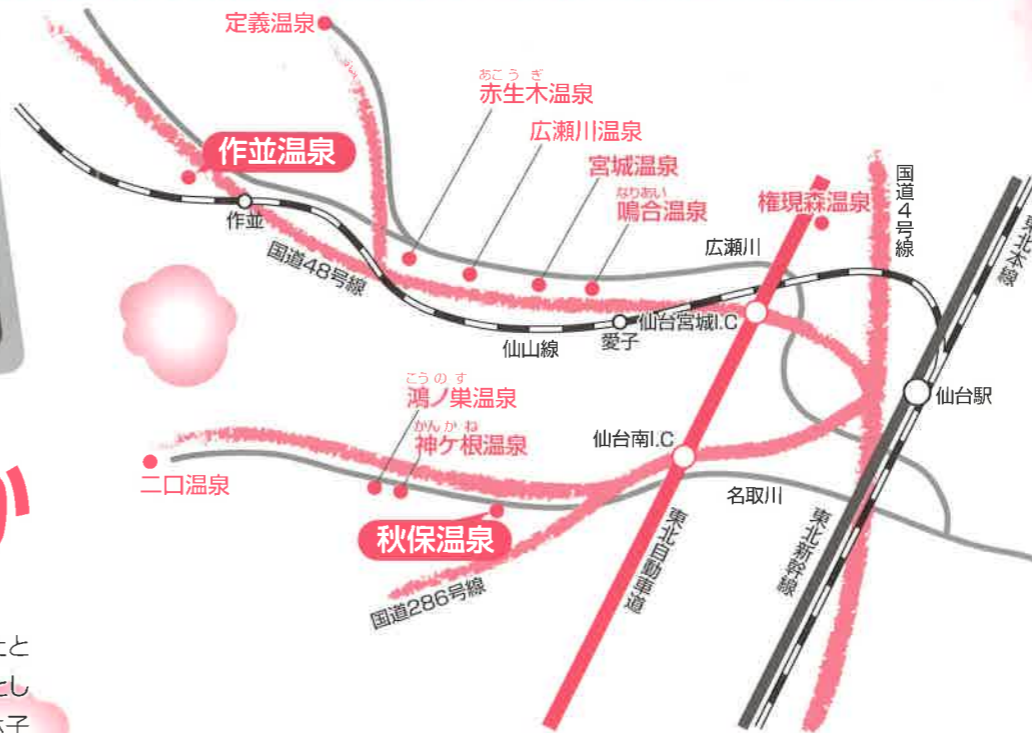 定義温泉
あこうぎ
赤生木温泉
広瀬川温泉
宮城温泉
なりあい
鳴合温泉
権現森温泉
国道4号線
東北本線
作並温泉
作並
国道48号線
広瀬川
仙台宮城I.C
愛子
仙山線
仙台駅
こうのす
鴻ノ巣温泉
かんかね
神ケ根温泉
仙台南I.C
二口温泉
名取川
秋保温泉
東北自動車道
東北新幹線
国道286号線
か
たと
とし